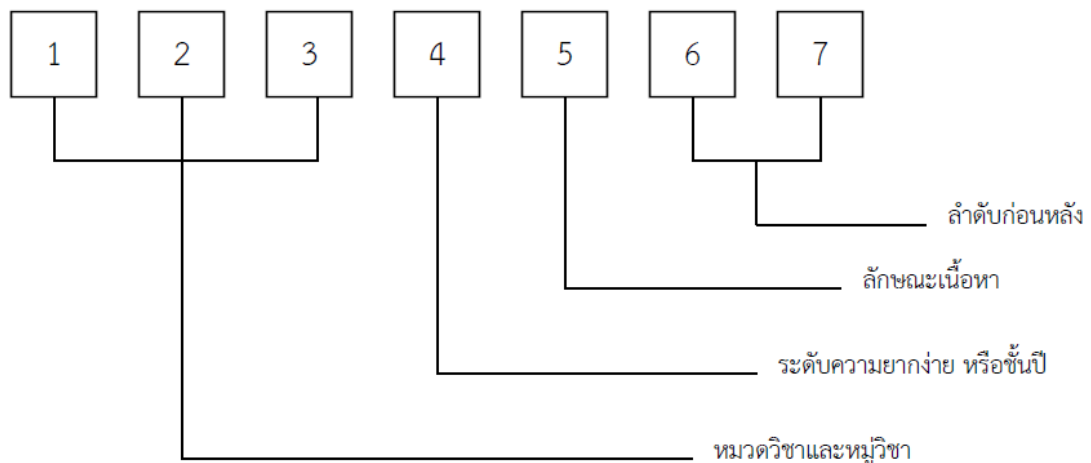 1 2 3 4 5 6 7
ลำดับก่อนหลัง
ลักษณะเนื้อหา
ระดับความยากง่าย หรือชั้นปี
หมวดวิชาและหมู่วิชา